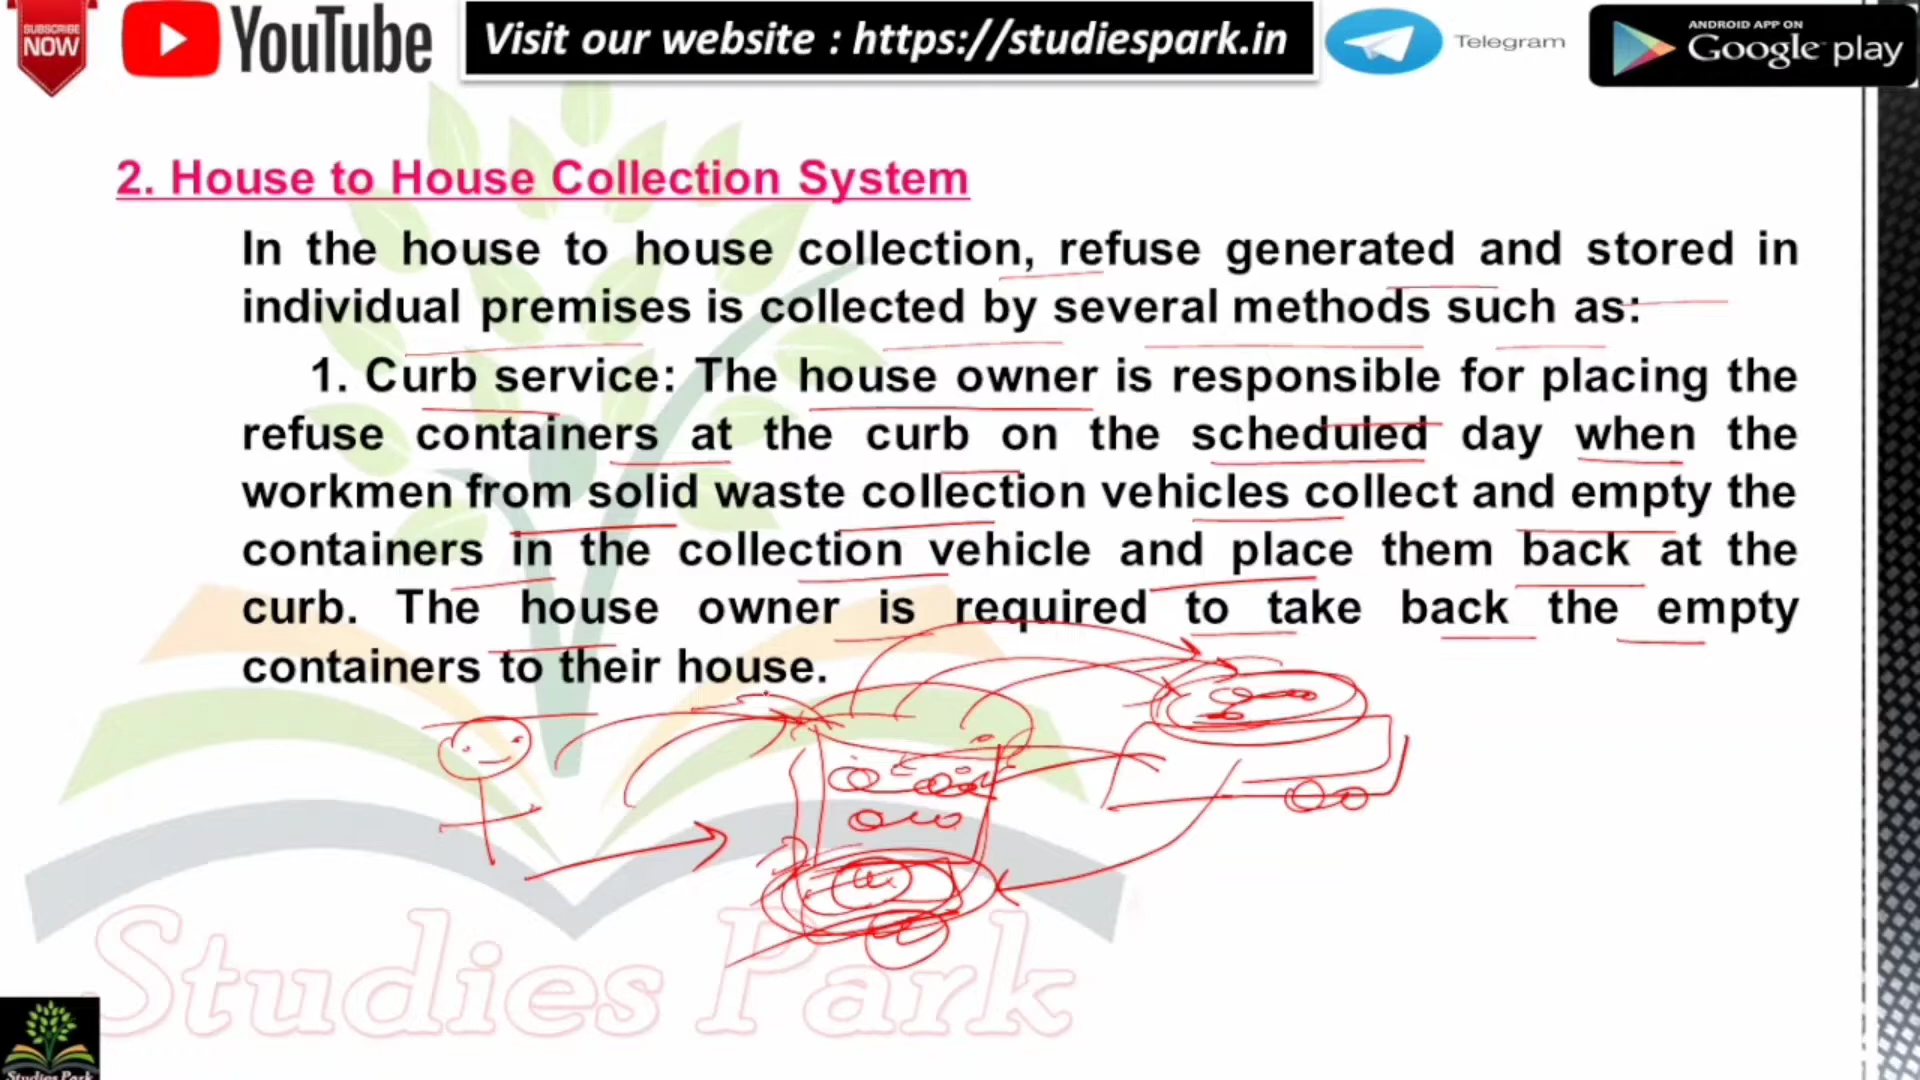 SUBSCRIBE
NOW
YouTube
Visit our website : https://studiespark.in
Telegram
ANDROID APP ON
Google play
2. House to House Collection System
In the house to house collection, refuse generated and stored in
individual premises is collected by several methods such as:
1. Curb service: The house owner is responsible for placing the
refuse containers at the curb on the scheduled day when the
workmen from solid waste collection vehicles collect and empty the
containers in the collection vehicle and place them back at the
curb. The house owner is required to take back the empty
containers to their house.
Studies Park
Studies Park